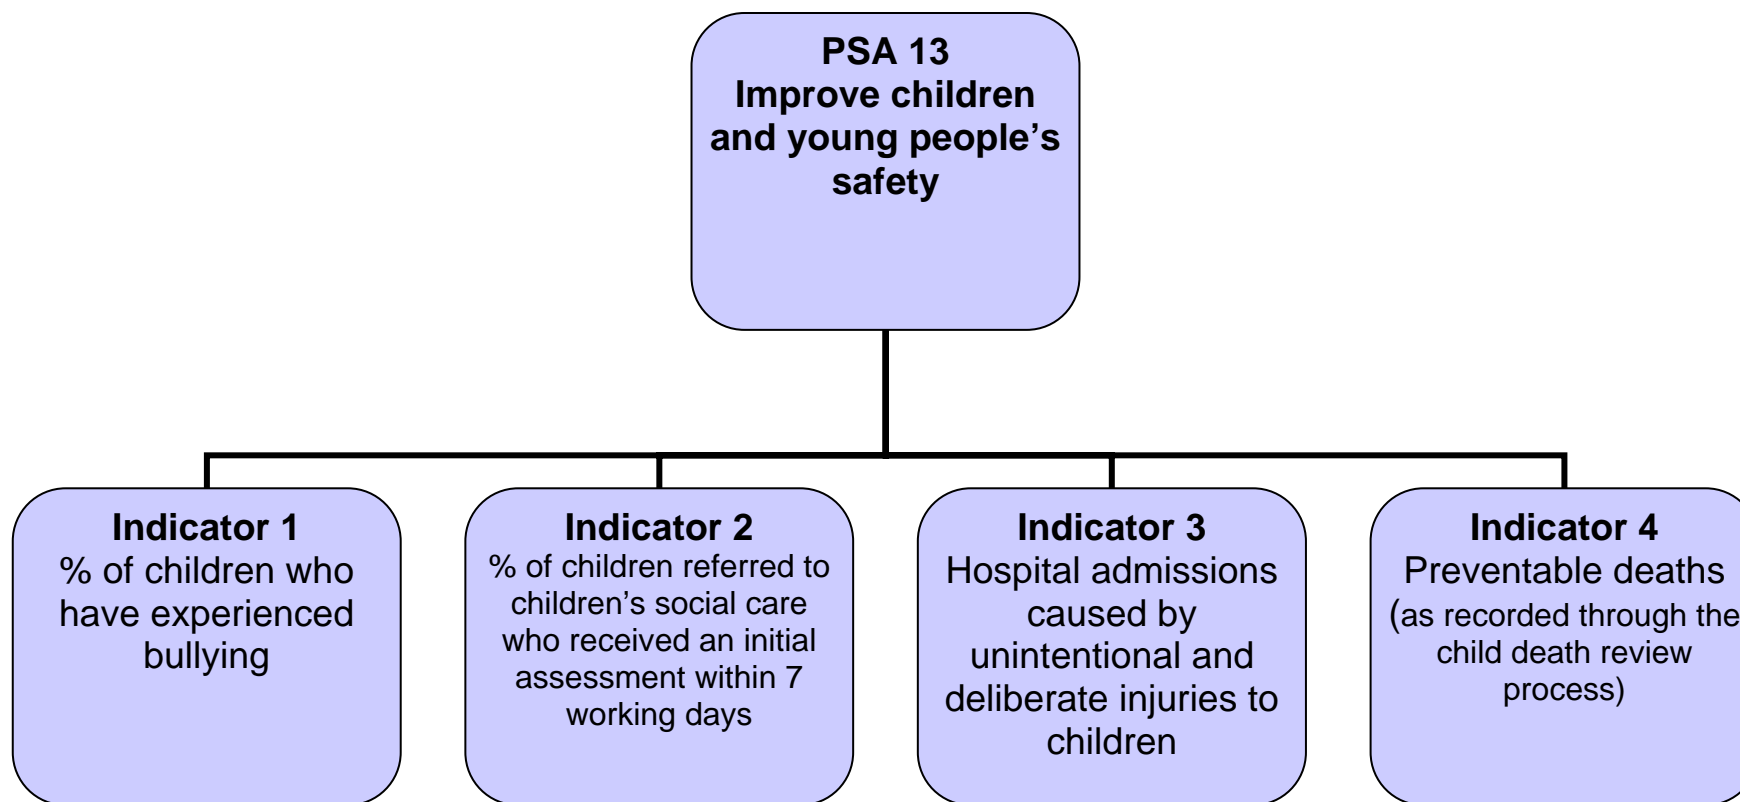 PSA 13
Improve children
and young people’s
safety
Indicator 1
% of children who
have experienced
bullying
Indicator 2
% of children referred to
children’s social care
who received an initial
assessment within 7
working days
Indicator 3
Hospital admissions
caused by
unintentional and
deliberate injuries to
children
Indicator 4
Preventable deaths
(as recorded through the
child death review
process)